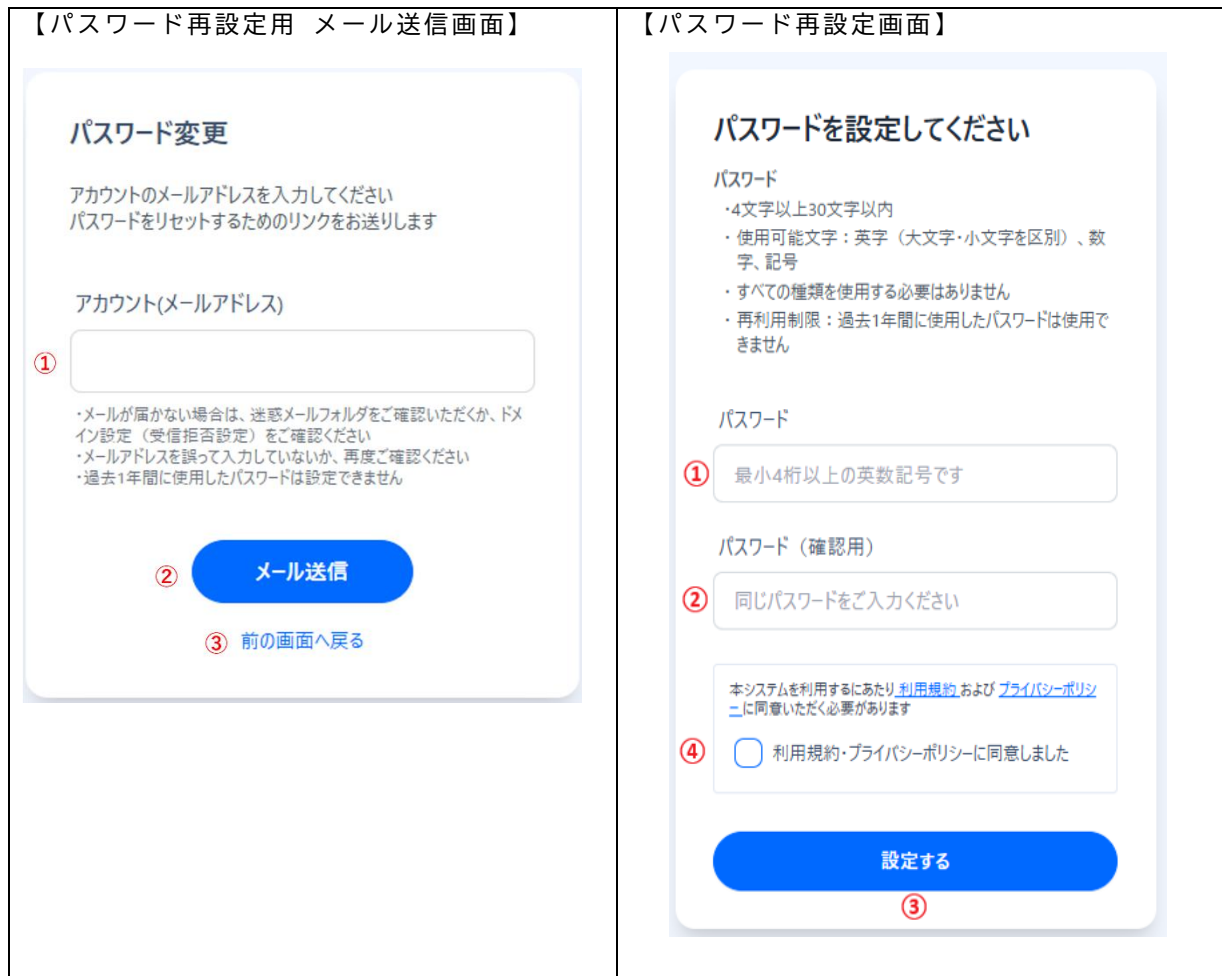 【パスワード再設定用 メール送信画面】
パスワード変更
アカウントのメールアドレスを入力してください
パスワードをリセットするためのリンクをお送りします
アカウント(メールアドレス)
①
・メールが届かない場合は、迷惑メールフォルダをご確認いただくか、ドメ
イン設定（受信拒否設定）をご確認ください
・メールアドレスを誤って入力していないか、再度ご確認ください
・過去1年間に使用したパスワードは設定できません
② メール送信
③ 前の画面へ戻る
【パスワード再設定画面】
パスワードを設定してください
パスワード
・4文字以上30文字以内
・使用可能文字：英字（大文字・小文字を区別）、数
字、記号
・すべての種類を使用する必要はありません
・再利用制限：過去1年間に使用したパスワードは使用で
きません
パスワード
① 最小4桁以上の英数記号です
パスワード（確認用）
② 同じパスワードをご入力ください
本システムを利用するにあたり 利用規約 および プライバシーポリシ
ー に同意いただく必要があります
④ 利用規約・プライバシーポリシーに同意しました
設定する
③